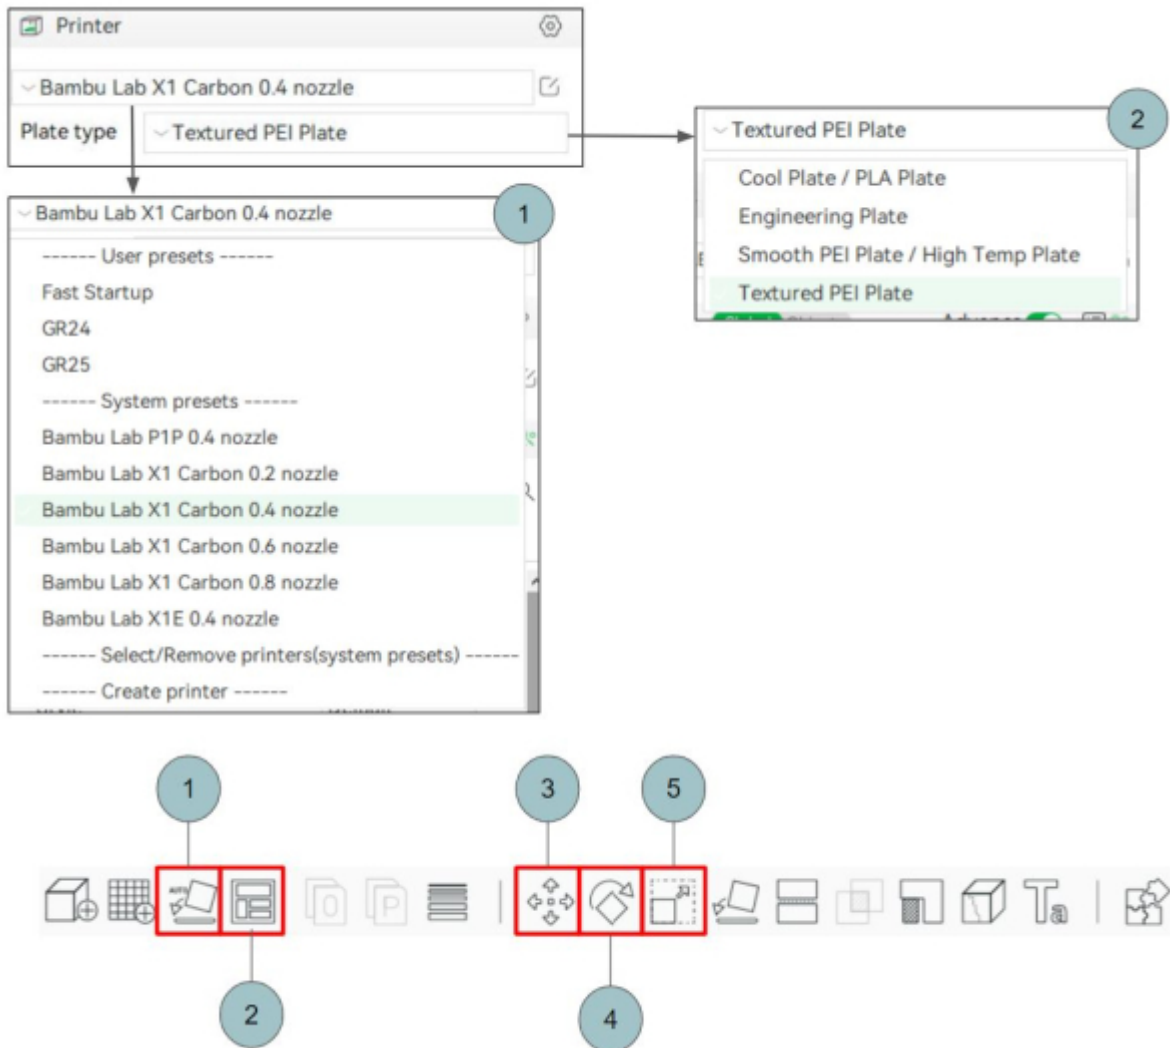 Printer
Bambu Lab X1 Carbon 0.4 nozzle
Plate type
Textured PEI Plate
2
Textured PEI Plate
Cool Plate / PLA Plate
Engineering Plate
Smooth PEI Plate / High Temp Plate
Textured PEI Plate
1
Bambu Lab X1 Carbon 0.4 nozzle
------ User presets ------
Fast Startup
GR24
GR25
------ System presets ------
Bambu Lab P1P 0.4 nozzle
Bambu Lab X1 Carbon 0.2 nozzle
Bambu Lab X1 Carbon 0.4 nozzle
Bambu Lab X1 Carbon 0.6 nozzle
Bambu Lab X1 Carbon 0.8 nozzle
Bambu Lab X1E 0.4 nozzle
------ Select/Remove printers(system presets) ------
------ Create printer ------
1
3
5
AUTO
O
P
Ta
2
4